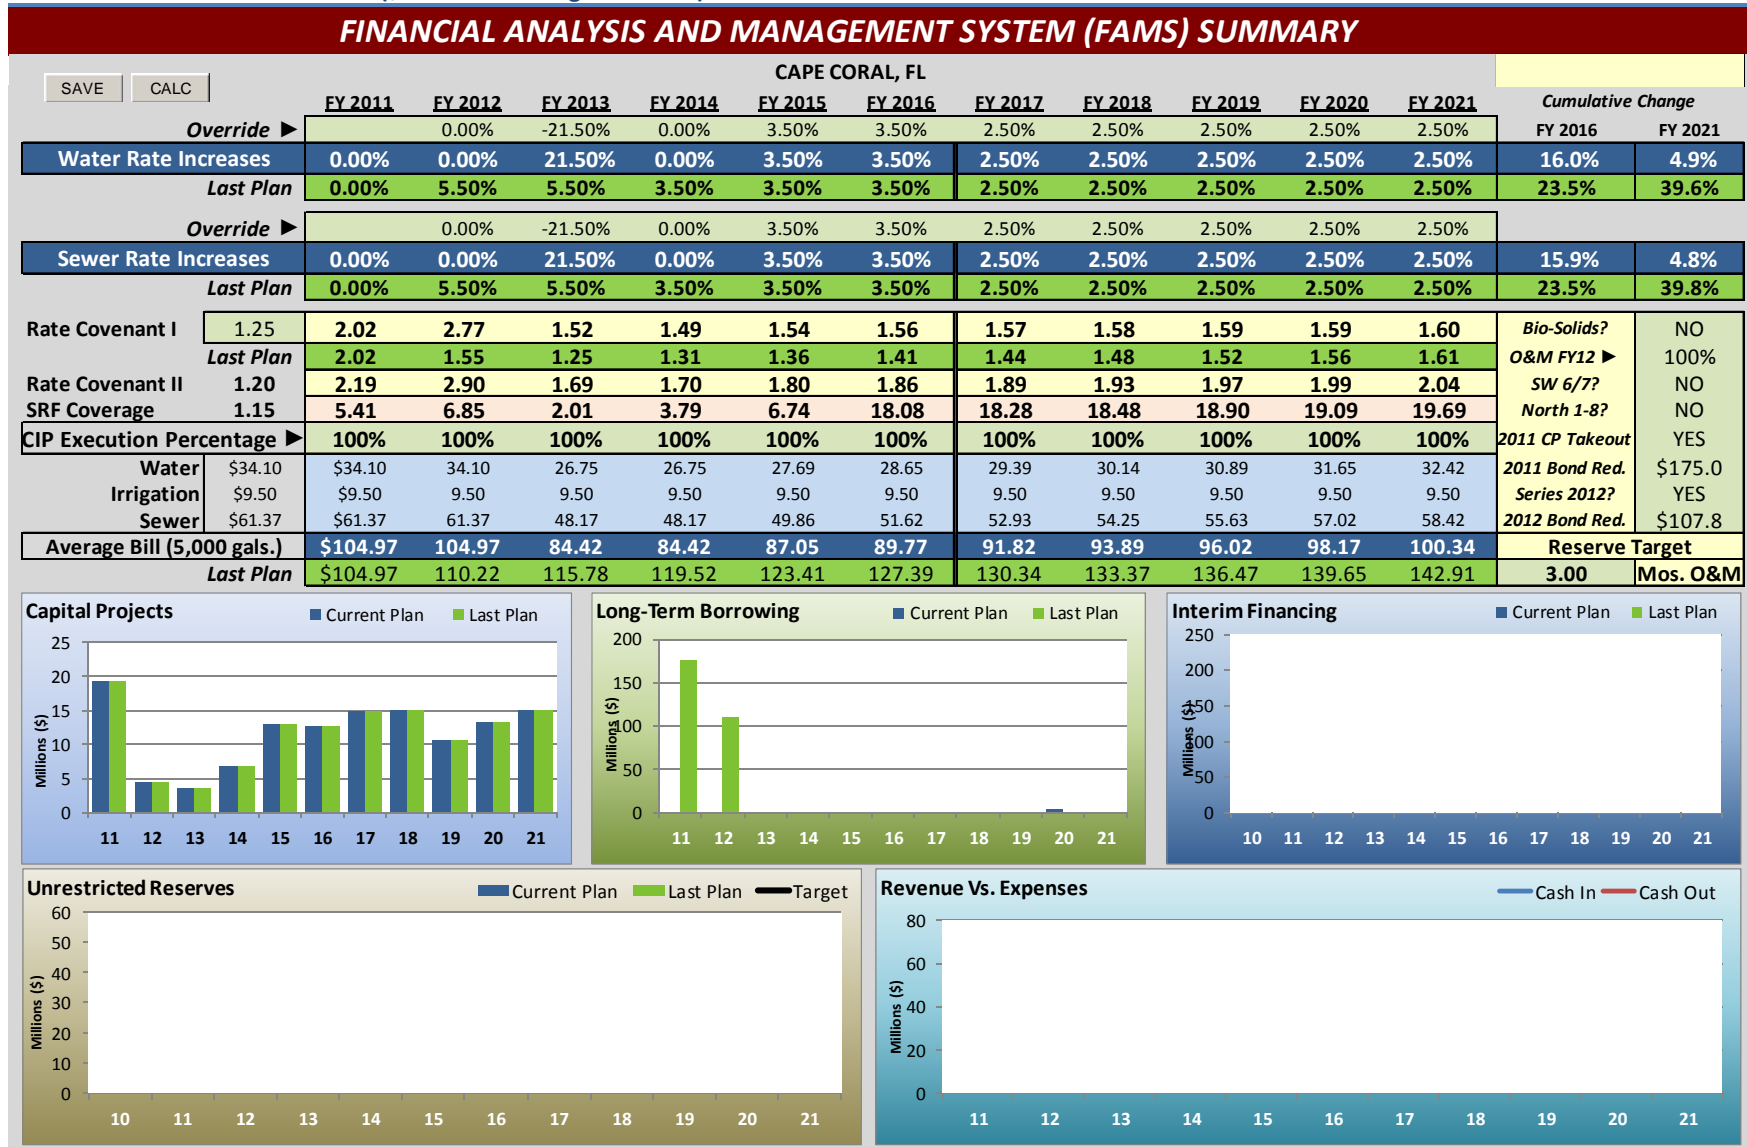 FINANCIAL ANALYSIS AND MANAGEMENT SYSTEM (FAMS) SUMMARY
SAVE CALC CAPE CORAL, FL
FY 2011 FY 2012 FY 2013 FY 2014 FY 2015 FY 2016 FY 2017 FY 2018 FY 2019 FY 2020 FY 2021 Cumulative Change
Override ► 0.00% -21.50% 0.00% 3.50% 3.50% 2.50% 2.50% 2.50% 2.50% 2.50% FY 2016 FY 2021
Water Rate Increases 0.00% 0.00% 21.50% 0.00% 3.50% 3.50% 2.50% 2.50% 2.50% 2.50% 2.50% 16.0% 4.9%
Last Plan 0.00% 5.50% 5.50% 3.50% 3.50% 3.50% 2.50% 2.50% 2.50% 2.50% 2.50% 23.5% 39.6%
Override ► 0.00% -21.50% 0.00% 3.50% 3.50% 2.50% 2.50% 2.50% 2.50% 2.50%
Sewer Rate Increases 0.00% 0.00% 21.50% 0.00% 3.50% 3.50% 2.50% 2.50% 2.50% 2.50% 2.50% 15.9% 4.8%
Last Plan 0.00% 5.50% 5.50% 3.50% 3.50% 3.50% 2.50% 2.50% 2.50% 2.50% 2.50% 23.5% 39.8%
Rate Covenant I 1.25 2.02 2.77 1.52 1.49 1.54 1.56 1.57 1.58 1.59 1.59 1.60 Bio-Solids? NO
Last Plan 2.02 1.55 1.25 1.31 1.36 1.41 1.44 1.48 1.52 1.56 1.61 O&M FY12 ► 100%
Rate Covenant II 1.20 2.19 2.90 1.69 1.70 1.80 1.86 1.89 1.93 1.97 1.99 2.04 SW 6/7? NO
SRF Coverage 1.15 5.41 6.85 2.01 3.79 6.74 18.08 18.28 18.48 18.90 19.09 19.69 North 1-8? NO
CIP Execution Percentage ► 100% 100% 100% 100% 100% 100% 100% 100% 100% 100% 100% 2011 CP Takeout YES
Water $34.10 $34.10 34.10 26.75 26.75 27.69 28.65 29.39 30.14 30.89 31.65 32.42 2011 Bond Red. $175.0
Irrigation $9.50 $9.50 9.50 9.50 9.50 9.50 9.50 9.50 9.50 9.50 9.50 9.50 Series 2012? YES
Sewer $61.37 $61.37 61.37 48.17 48.17 49.86 51.62 52.93 54.25 55.63 57.02 58.42 2012 Bond Red. $107.8
Average Bill (5,000 gals.) $104.97 104.97 84.42 84.42 87.05 89.77 91.82 93.89 96.02 98.17 100.34 Reserve Target
Last Plan $104.97 110.22 115.78 119.52 123.41 127.39 130.34 133.37 136.47 139.65 142.91 3.00 Mos. O&M
Capital Projects Current Plan Last Plan
Millions ($)
25
20
15
10
5
0
11 12 13 14 15 16 17 18 19 20 21
Long-Term Borrowing Current Plan Last Plan
Millions ($)
200
150
100
50
0
11 12 13 14 15 16 17 18 19 20 21
Interim Financing Current Plan Last Plan
Millions ($)
250
200
150
100
50
0
10 11 12 13 14 15 16 17 18 19 20 21
Unrestricted Reserves Current Plan Last Plan Target
Millions ($)
60
50
40
30
20
10
0
10 11 12 13 14 15 16 17 18 19 20 21
Revenue Vs. Expenses Cash In Cash Out
Millions ($)
80
60
40
20
0
11 12 13 14 15 16 17 18 19 20 21